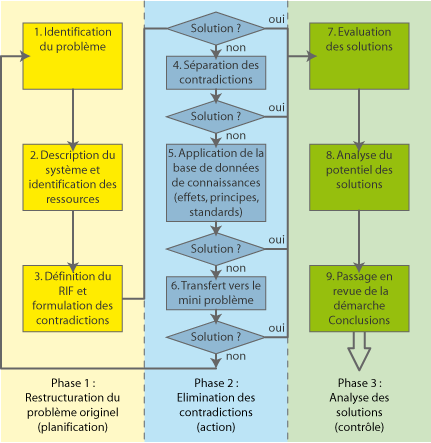 1. Identification
du problème
2. Description du
système et
identification des
ressources
3. Définition du
RIF et
formulation des
contradictions
Phase 1 :
Restructuration du
problème originel
(planification)
Solution ?
oui
non
4. Séparation des
contradictions
Solution ?
oui
non
5. Application de la
base de données
de connaissances
(effets, principes,
standards)
Solution ?
oui
non
6. Transfert vers le
mini problème
Solution ?
oui
non
Phase 2 :
Elimination des
contradictions
(action)
7. Evaluation
des solutions
8. Analyse du
potentiel des
solutions
9. Passage en
revue de la
démarche
Conclusions
Phase 3 :
Analyse des
solutions
(contrôle)